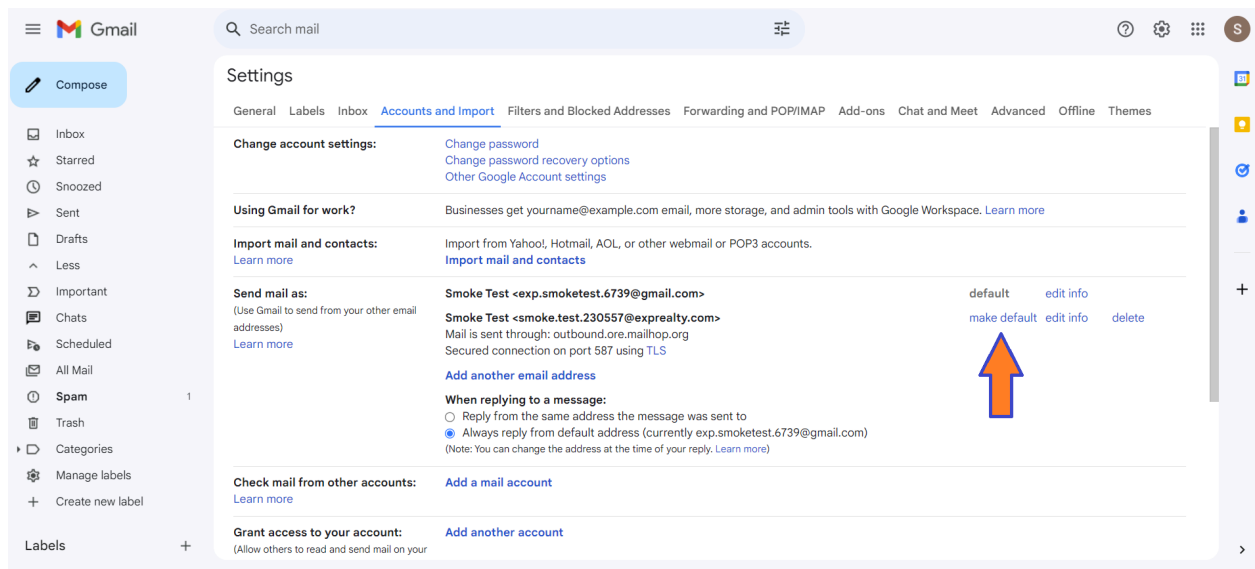 Gmail
Search mail
S
Compose
Inbox
Starred
Snoozed
Sent
Drafts
Less
Important
Chats
Scheduled
All Mail
Spam 1
Trash
Categories
Manage labels
Create new label
Labels
Settings
General Labels Inbox Accounts and Import Filters and Blocked Addresses Forwarding and POP/IMAP Add-ons Chat and Meet Advanced Offline Themes
Change account settings: Change password
Change password recovery options
Other Google Account settings
Using Gmail for work? Businesses get yourname@example.com email, more storage, and admin tools with Google Workspace. Learn more
Import mail and contacts: Import from Yahoo!, Hotmail, AOL, or other webmail or POP3 accounts.
Learn more Import mail and contacts
Send mail as: Smoke Test <exp.smoketest.6739@gmail.com> default edit info
(Use Gmail to send from your other email
addresses)
Learn more
Smoke Test <smoke.test.230557@exprealty.com> make default edit info delete
Mail is sent through: outbound.ore.mailhop.org
Secured connection on port 587 using TLS
Add another email address
When replying to a message:
Reply from the same address the message was sent to
Always reply from default address (currently exp.smoketest.6739@gmail.com)
(Note: You can change the address at the time of your reply. Learn more)
Check mail from other accounts: Add a mail account
Learn more
Grant access to your account: Add another account
(Allow others to read and send mail on your
31